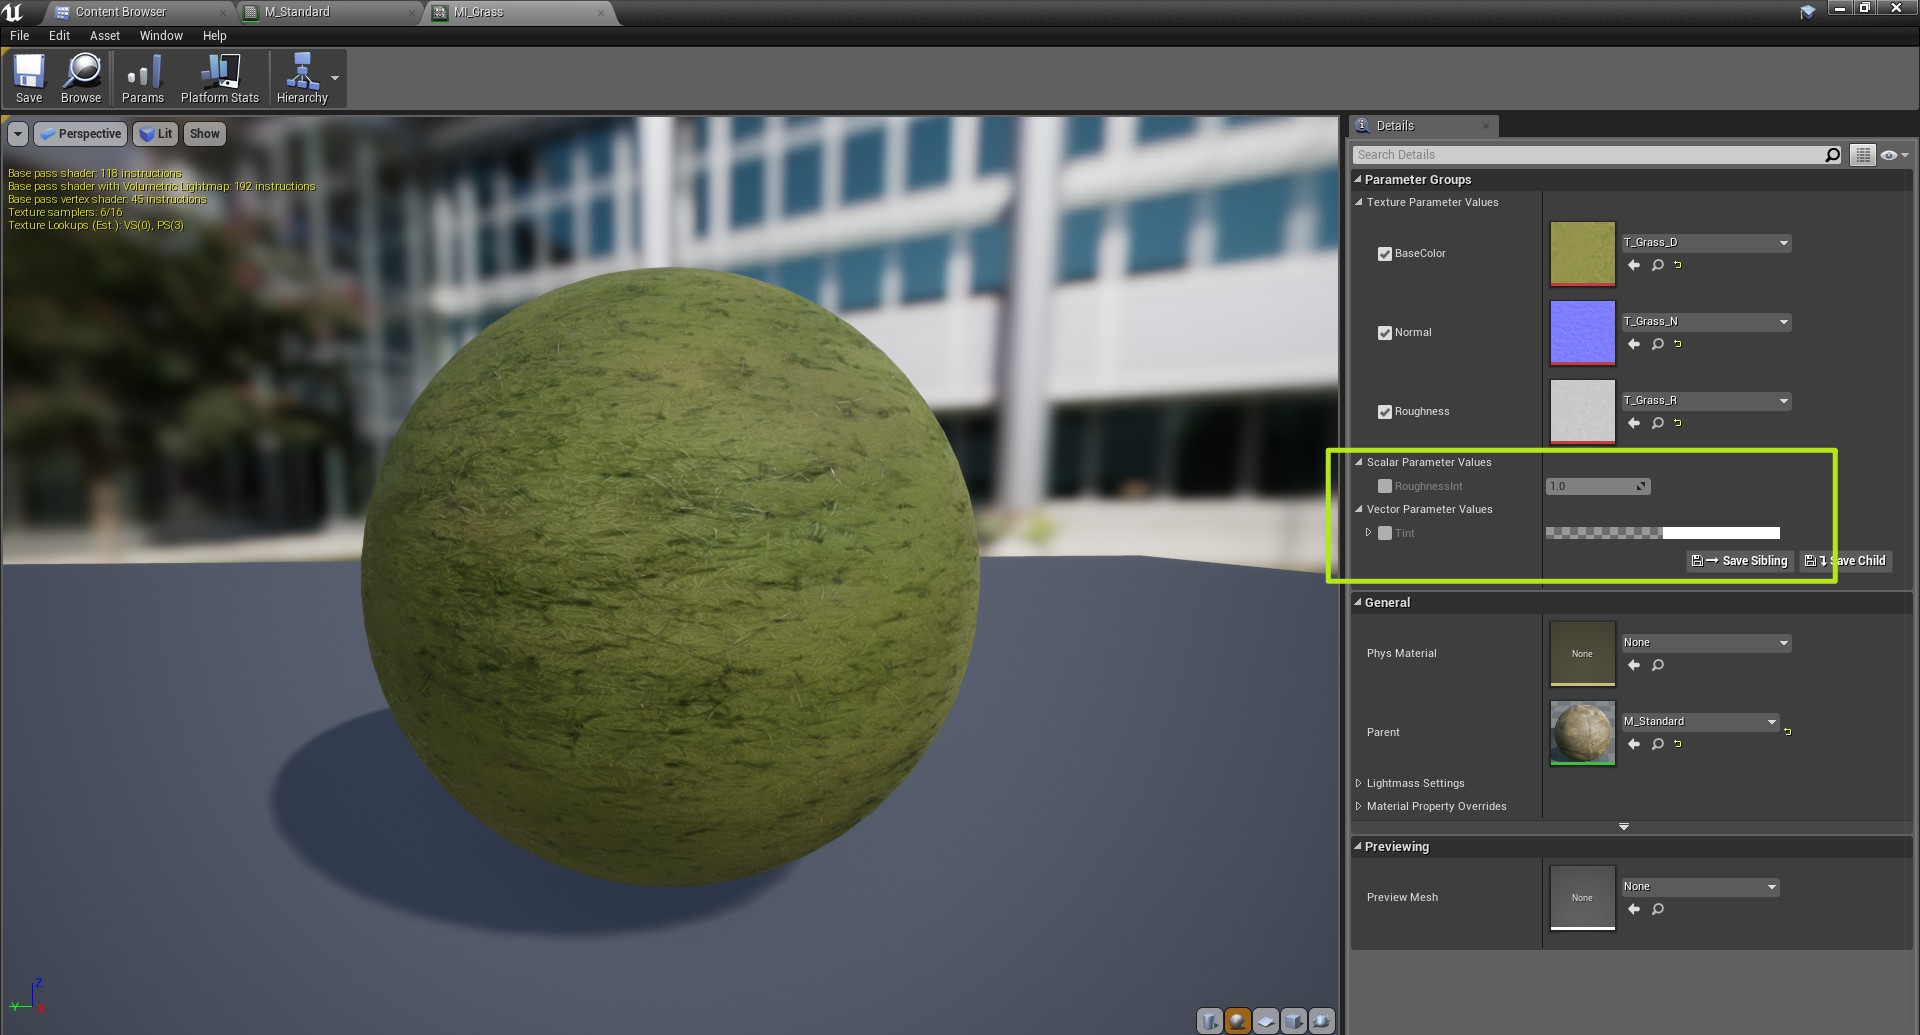 Content Browser
M_Standard
MI_Grass
File Edit Asset Window Help
Save Browse Params Platform Stats Hierarchy
Perspective Lit Show
Base pass shader: 118 instructions
Base pass shader with Volumetric Lightmap: 192 instructions
Base pass vertex shader: 45 instructions
Texture samplers: 6/16
Texture Lookups (Est.): VS(0), PS(3)
Details
Search Details
Parameter Groups
Texture Parameter Values
BaseColor
T_Grass_D
Normal
T_Grass_N
Roughness
T_Grass_R
Scalar Parameter Values
RoughnessInt
1.0
Vector Parameter Values
Tint
Save Sibling
Save Child
General
Phys Material
None
None
Parent
M_Standard
Lightmass Settings
Material Property Overrides
Previewing
Preview Mesh
None
None
Z
Y
X